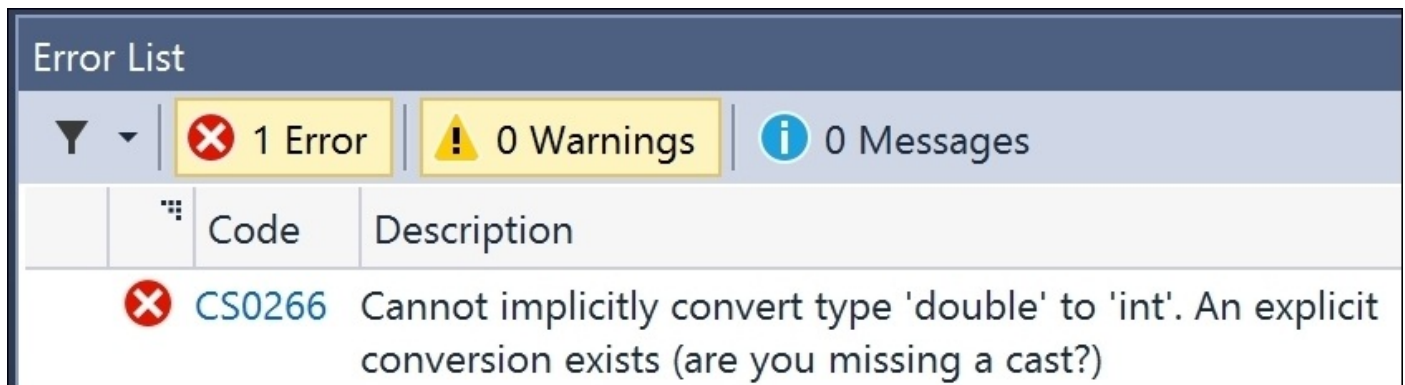 Error List
1 Error 0 Warnings 0 Messages
Code Description
CS0266 Cannot implicitly convert type 'double' to 'int'. An explicit
conversion exists (are you missing a cast?)